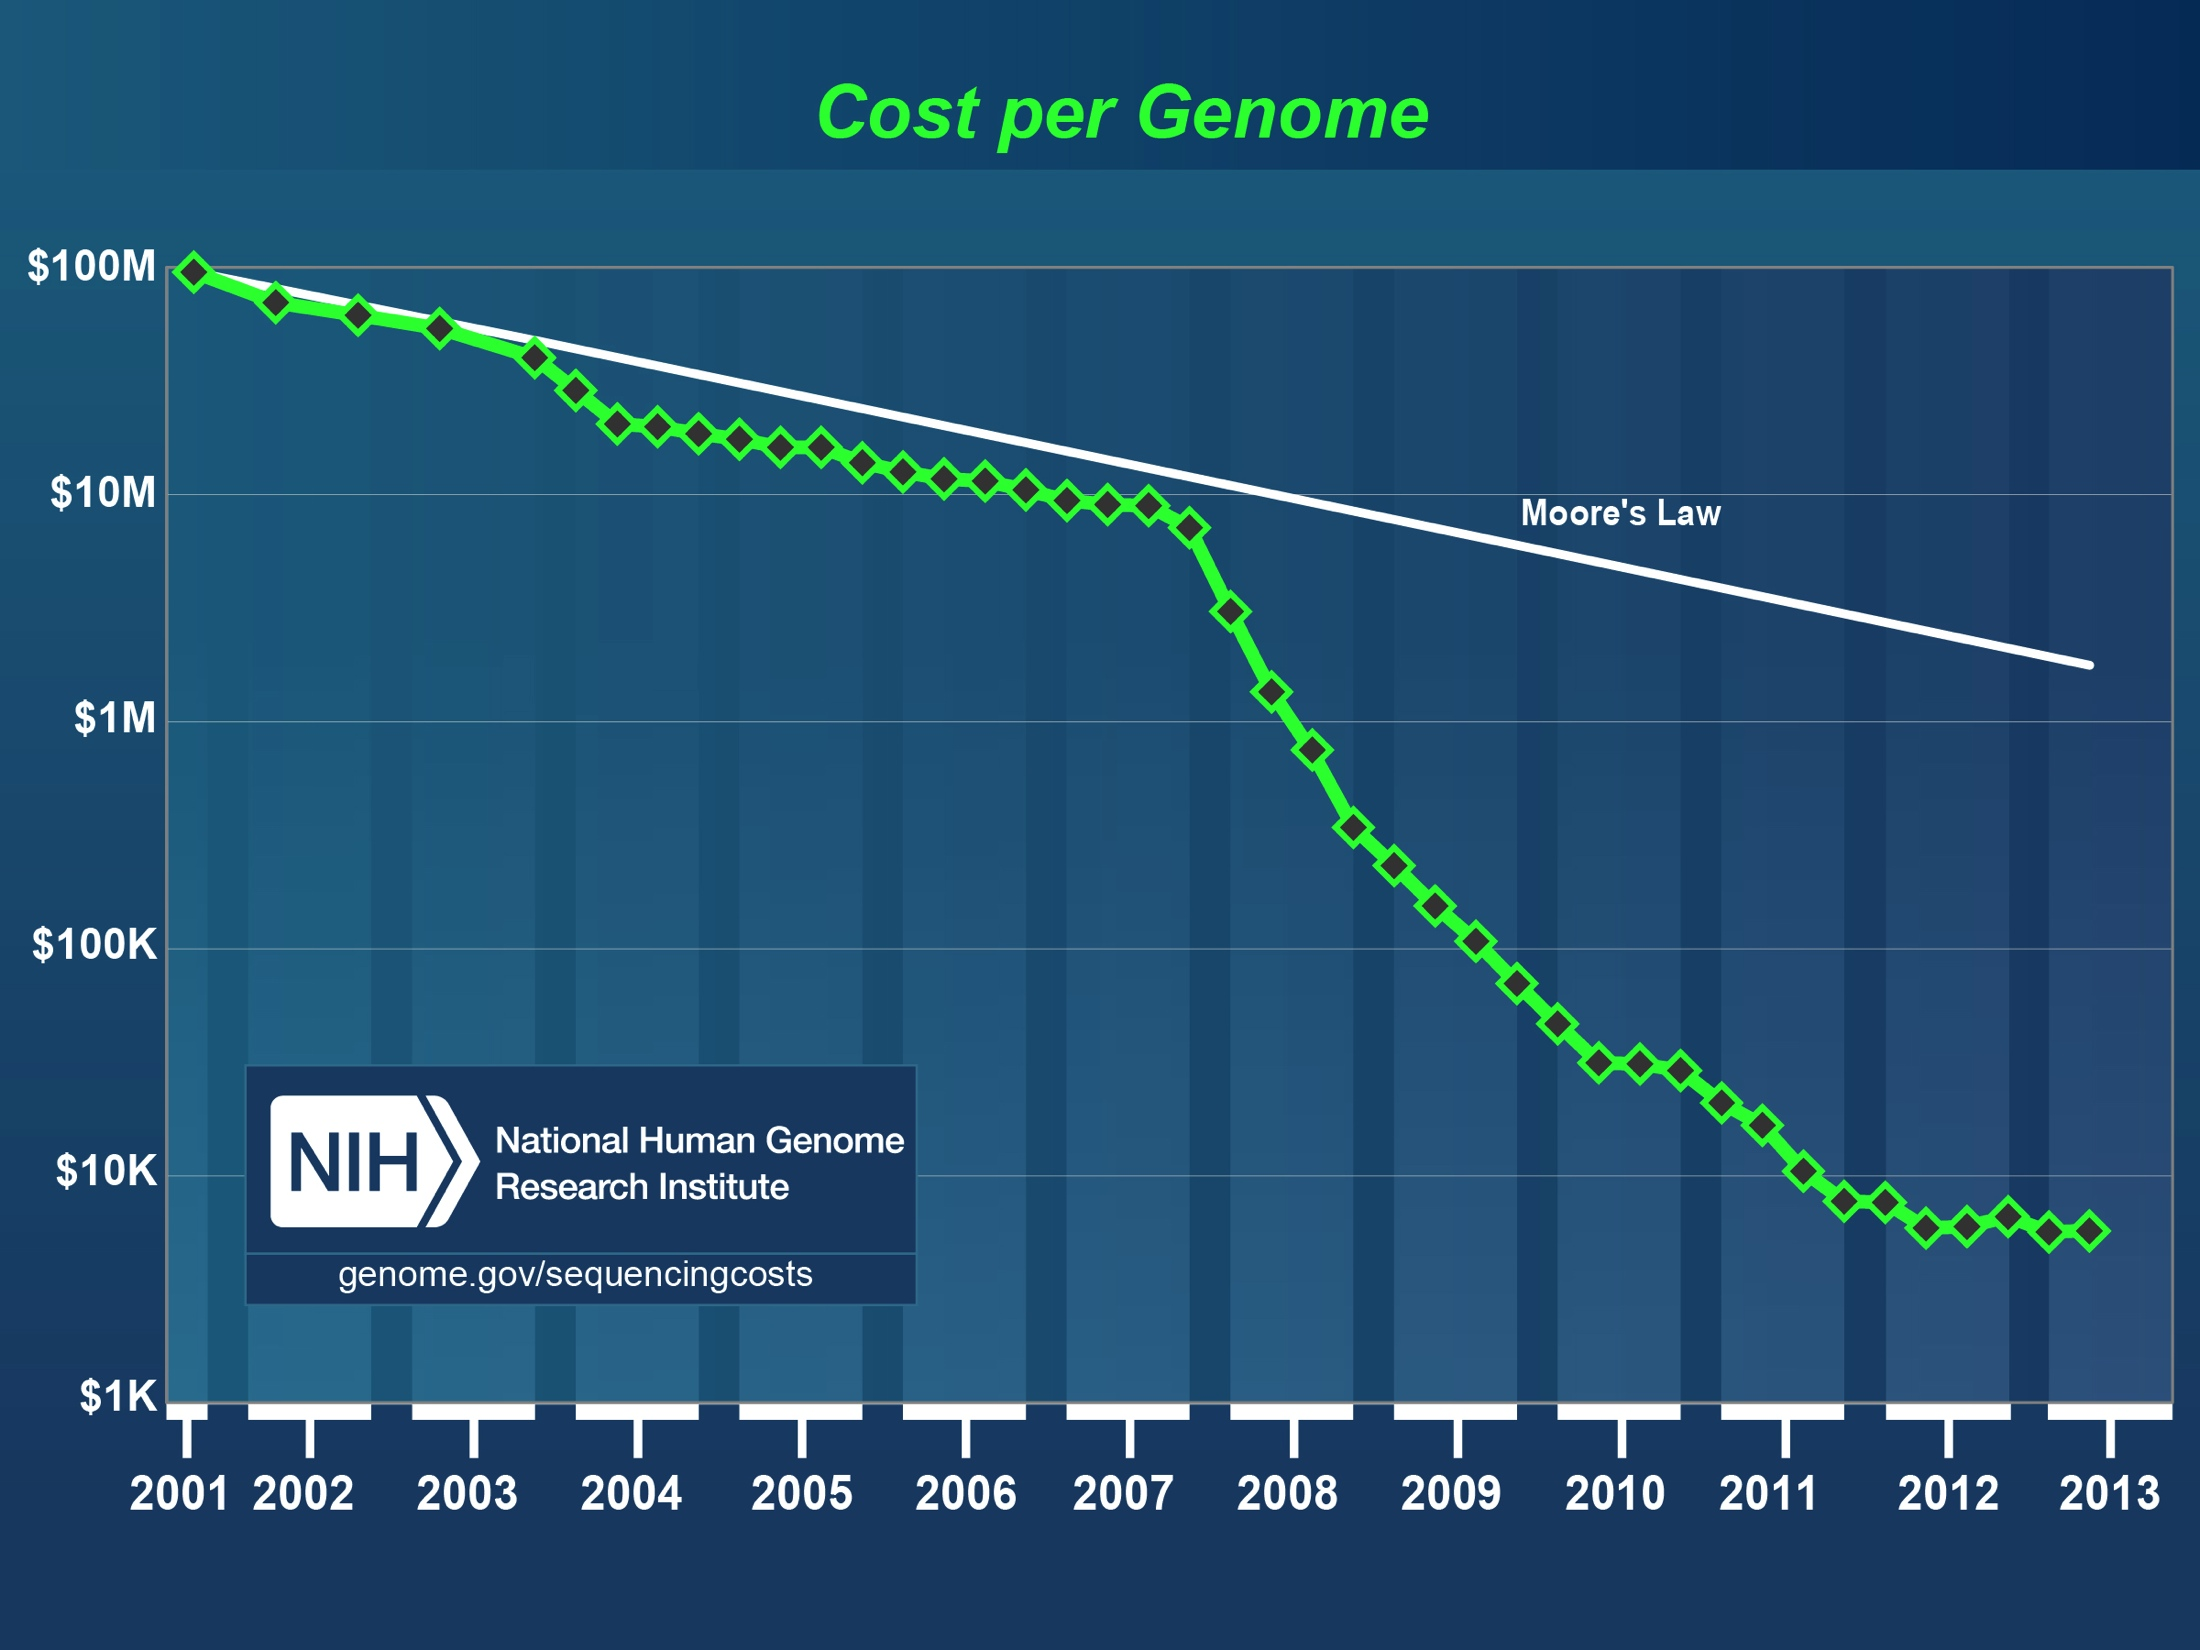 Cost per Genome
$100M
$10M
$1M
$100K
$10K
$1K
Moore's Law
NIH
National Human Genome
Research Institute
genome.gov/sequencingcosts
2001 2002 2003 2004 2005 2006 2007 2008 2009 2010 2011 2012 2013